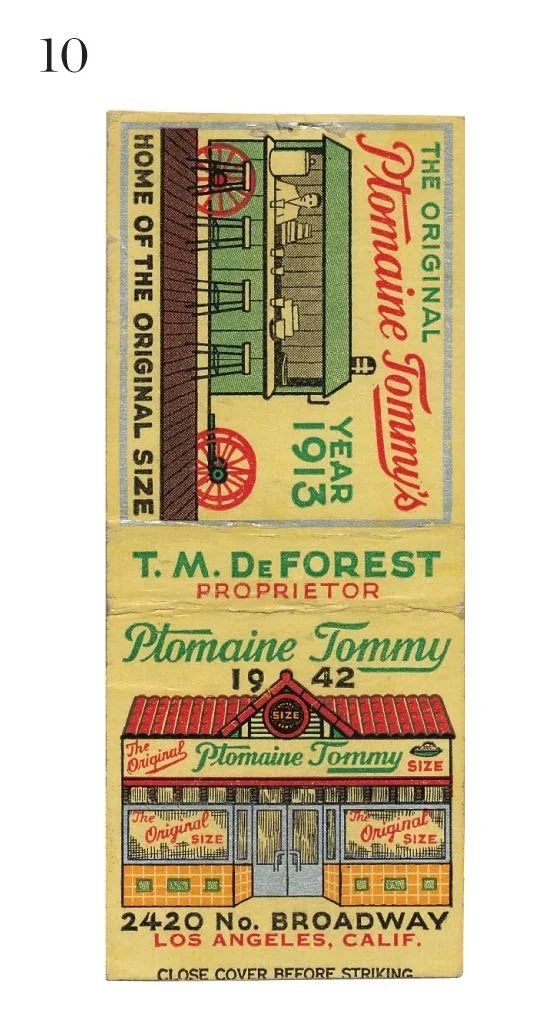 10
THE ORIGINAL
Ptomaine Tommy's
YEAR
1913
HOME OF THE ORIGINAL SIZE
T. M. DeFOREST
PROPRIETOR
Ptomaine Tommy
19 42
SIZE
The Original Ptomaine Tommy SIZE
The Original SIZE
The Original SIZE
2420 No. BROADWAY
LOS ANGELES, CALIF.
CLOSE COVER BEFORE STRIKING